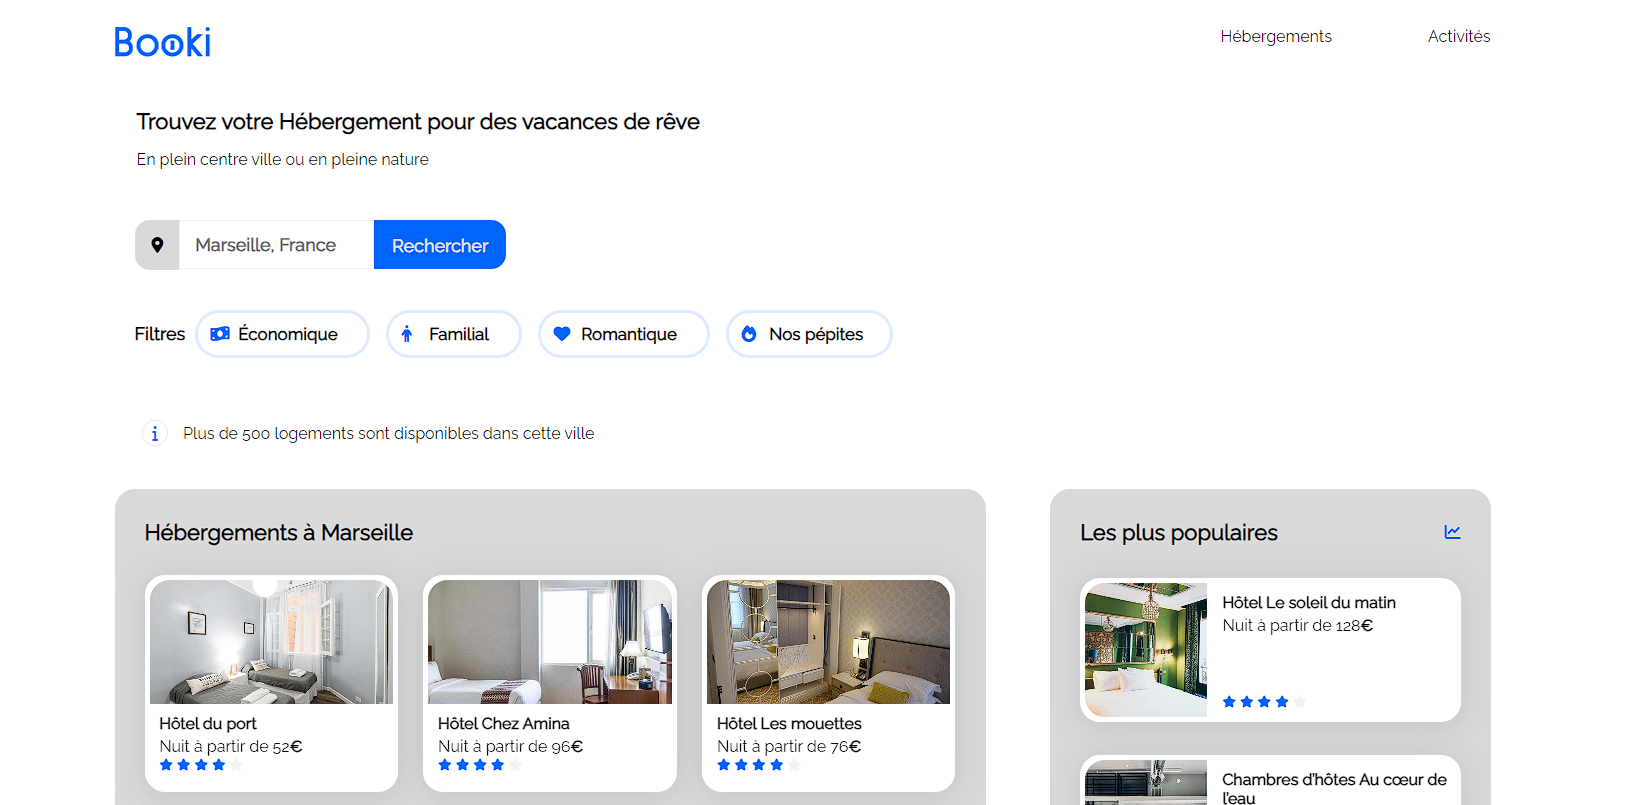 Booki
Hébergements
Activités
Trouvez votre Hébergement pour des vacances de rêve
En plein centre ville ou en pleine nature
Marseille, France
Rechercher
Filtres
Économique
Familial
Romantique
Nos pépites
Plus de 500 logements sont disponibles dans cette ville
Hébergements à Marseille
Hôtel du port
Nuit à partir de 52€
Hôtel Chez Amina
Nuit à partir de 96€
Hôtel Les mouettes
Nuit à partir de 76€
Les plus populaires
Hôtel Le soleil du matin
Nuit à partir de 128€
Chambres d'hôtes Au cœur de
l'eau